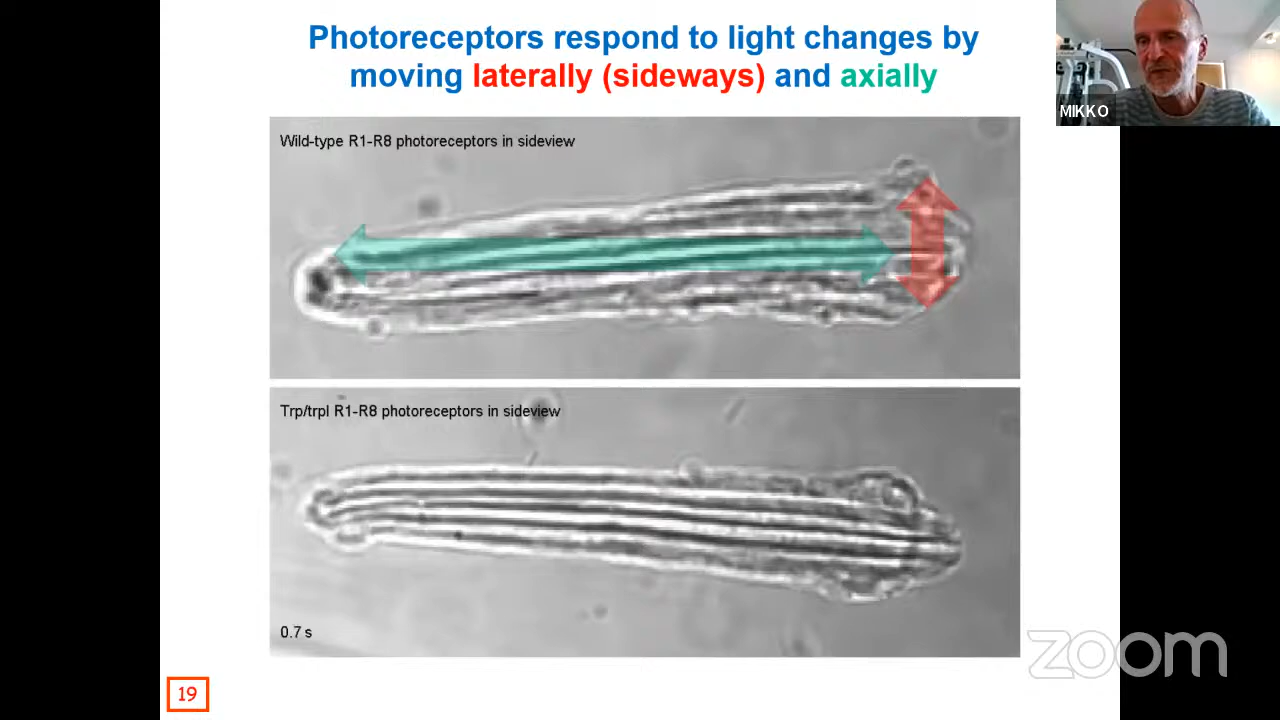 Photoreceptors respond to light changes by
moving laterally (sideways) and axially
MIKKO
Wild-type R1-R8 photoreceptors in sideview
Trp/trpl R1-R8 photoreceptors in sideview
0.7 s
zoom
19